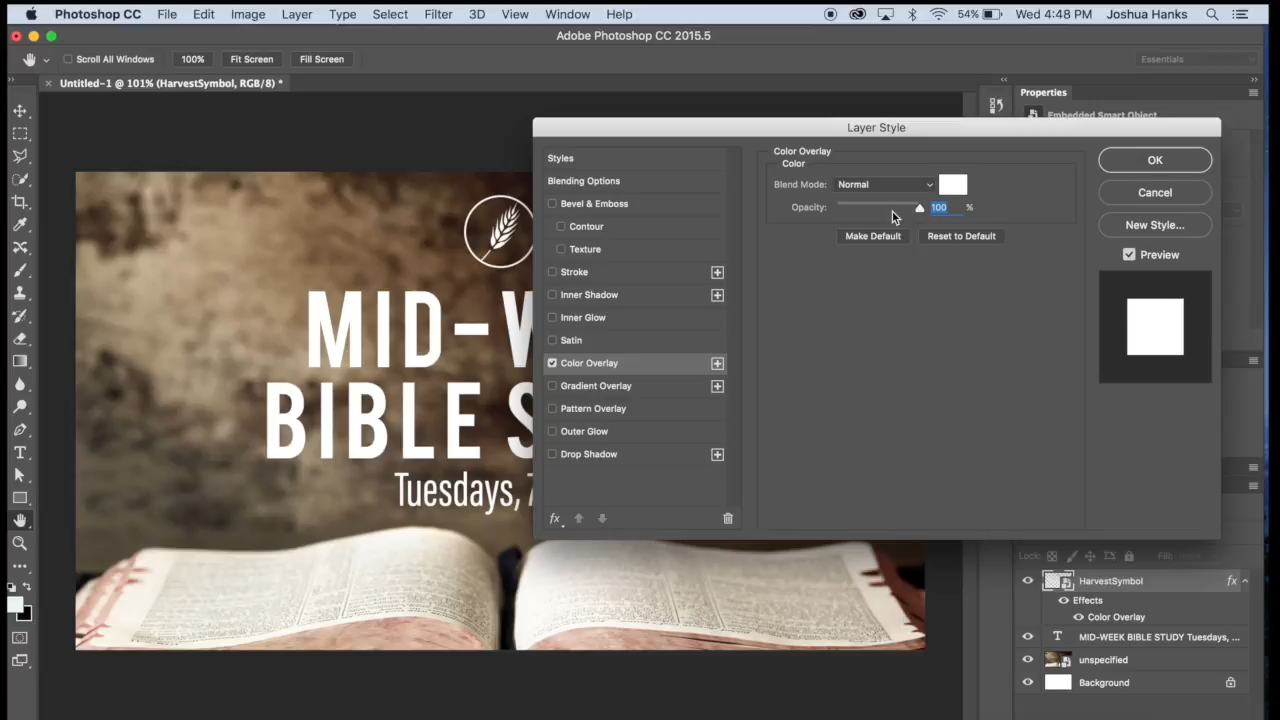 Photoshop CC File Edit Image Layer Type Select Filter 3D View Window Help 54% Wed 4:48 PM Joshua Hanks
Adobe Photoshop CC 2015.5
Scroll All Windows 100% Fit Screen Fill Screen Essentials
Untitled-1 @ 101% (HarvestSymbol, RGB/8) *
Properties
Embedded Smart Object
Layer Style
Styles
Blending Options
Bevel & Emboss
Contour
Texture
Stroke
Inner Shadow
Inner Glow
Satin
Color Overlay
Gradient Overlay
Pattern Overlay
Outer Glow
Drop Shadow
fx
Color Overlay
Color
Blend Mode: Normal
Opacity: 100 %
Make Default Reset to Default
OK
Cancel
New Style...
Preview
MID-W
BIBLE S
Tuesdays, 7
Lock: Fill:
HarvestSymbol fx
Effects
Color Overlay
T MID-WEEK BIBLE STUDY Tuesdays, ...
unspecified
Background